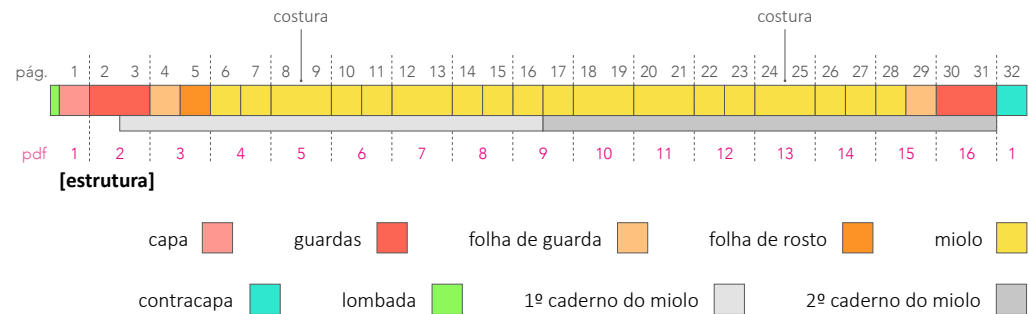 costura costura
pág. 1 2 3 4 5 6 7 8 9 10 11 12 13 14 15 16 17 18 19 20 21 22 23 24 25 26 27 28 29 30 31 32
pdf 1 2 3 4 5 6 7 8 9 10 11 12 13 14 15 16 1
[estrutura]
capa guardas folha de guarda folha de rosto miolo
contracapa lombada 1º caderno do miolo 2º caderno do miolo